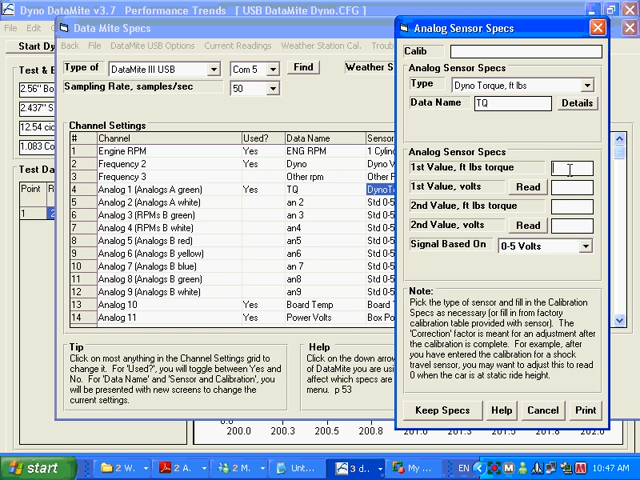 Dyno DataMite v3.7 Performance Trends [ USB DataMite Dyno.CFG ]
File Edit
Start Dy
Test & E
2.56" Bo
2.437" S
12.54 cid
1.083 Co
Test Dat
Point R
1 2
Data Mite Specs
Back File DataMite USB Options Current Readings Weather Station Cal. Troub
Type of DataMite III USB Com 5 Find Weather S
Sampling Rate, samples/sec 50
Channel Settings
# Channel Used? Data Name Sensor
1 Engine RPM Yes ENG RPM 1 Cylind
2 Frequency 2 Yes Dyno Dyno V
3 Frequency 3 Other rpm Other F
4 Analog 1 (Analogs A green) Yes TQ DynoT
5 Analog 2 (Analogs A white) an 2 Std 0-5
6 Analog 3 (RPMs B green) an4 Std 0-5
7 Analog 4 (RPMs B white) an4 Std 0-5
8 Analog 5 (Analogs B red) an5 Std 0-5
9 Analog 6 (Analogs B yellow) an6 Std 0-5
10 Analog 7 (Analogs B blue) an 7 Std 0-5
11 Analog 8 (Analogs B green) an6 Std 0-5
12 Analog 9 (Analogs B white) an9 Std 0-5
13 Analog 10 Yes Board Temp Board T
14 Analog 11 Yes Power Volts Box Po
Tip
Click on most anything in the Channel Settings grid to
change it. For 'Used?', you will toggle between Yes and
No. For 'Data Name' and 'Sensor and Calibration', you
will be presented with new screens to change the
current settings.
Help
Click on the down arrow
of DataMite you are usi
affect which specs are
menu. p 53
Analog Sensor Specs
Calib
Analog Sensor Specs
Type Dyno Torque, ft lbs
Data Name TQ Details
Analog Sensor Specs
1st Value, ft lbs torque
1st Value, volts Read
2nd Value, ft lbs torque
2nd Value, volts Read
Signal Based On 0-5 Volts
Note:
Pick the type of sensor and fill in the Calibration
Specs as necessary (or fill in from factory
calibration table provided with sensor). The
'Correction' factor is meant for an adjustment after
the calibration is complete. For example, after
you have entered the calibration for a shock
travel sensor, you may want to adjust this to read
0 when the car is at static ride height.
Keep Specs Help Cancel Print
200.0 200.3 200.5 200.8 201.0 201.3 201.5 201.8 202.0
start 2 W... 2 A... 2 M... Unt... 3 d... My ... EN 10:47 AM